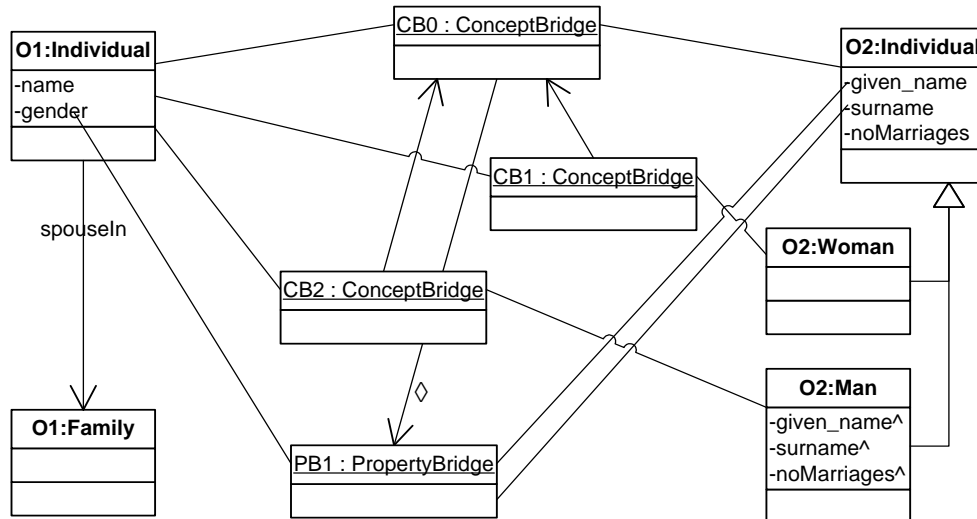 CB0 : ConceptBridge
O1:Individual
-name
-gender
O2:Individual
-given_name
-surname
-noMarriages
CB1 : ConceptBridge
spouseIn
O2:Woman
CB2 : ConceptBridge
O2:Man
-given_name^
-surname^
-noMarriages^
O1:Family
PB1 : PropertyBridge